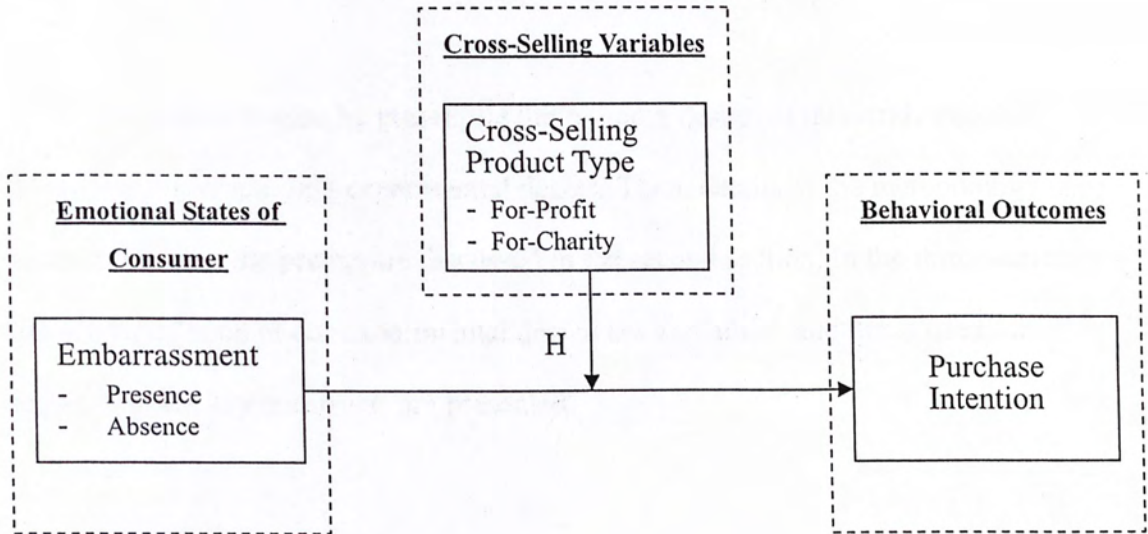 Cross-Selling Variables
Cross-Selling
Product Type
- For-Profit
- For-Charity
Emotional States of
Consumer
Embarrassment
- Presence
- Absence
H
Behavioral Outcomes
Purchase
Intention